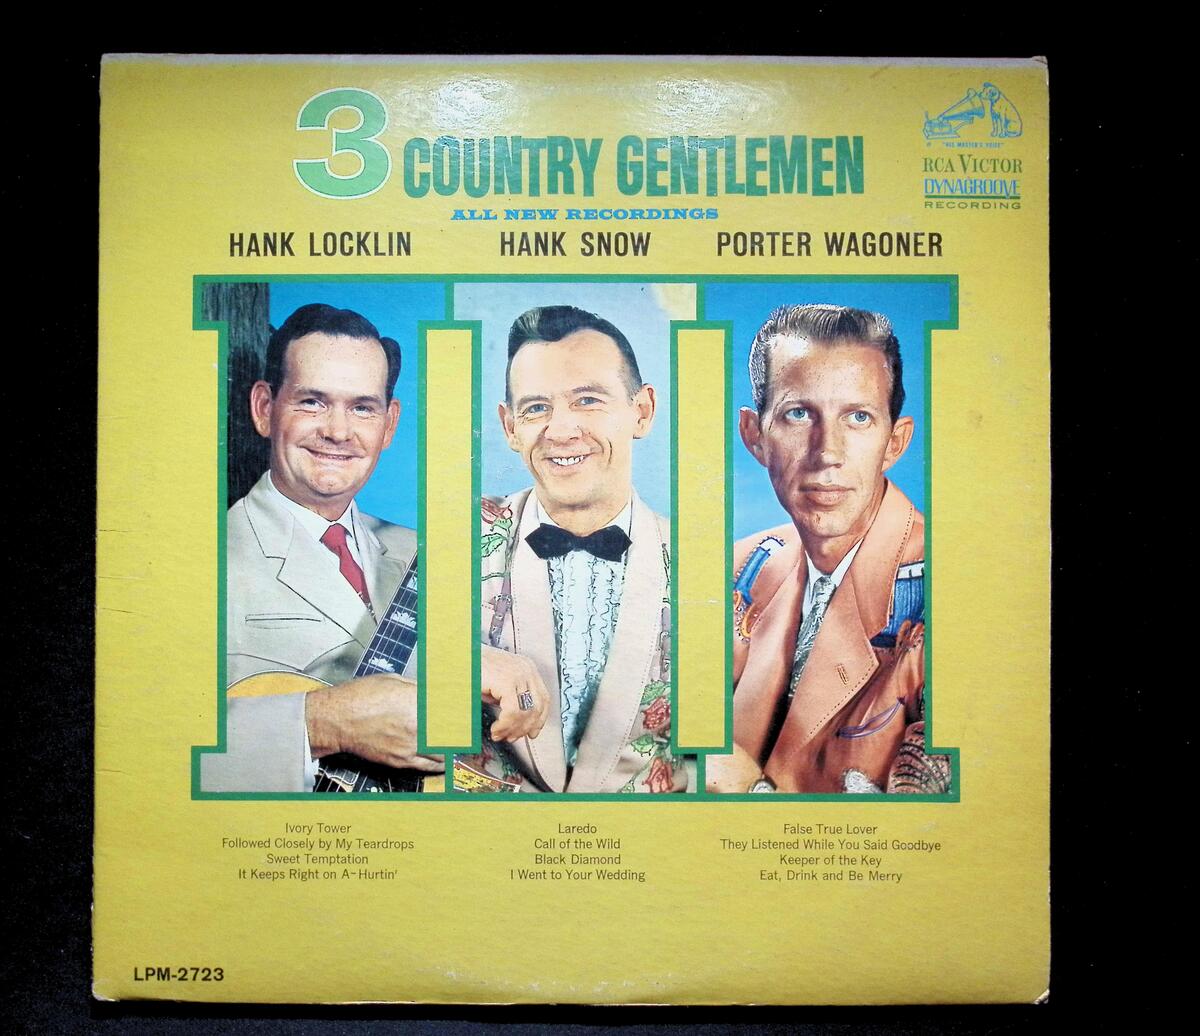 3 COUNTRY GENTLEMEN
ALL NEW RECORDINGS
"HIS MASTER'S VOICE"
RCA VICTOR
DYNAGROOVE
RECORDING
HANK LOCKLIN
HANK SNOW
PORTER WAGONER
Ivory Tower
Followed Closely by My Teardrops
Sweet Temptation
It Keeps Right on A-Hurtin'
Laredo
Call of the Wild
Black Diamond
I Went to Your Wedding
False True Lover
They Listened While You Said Goodbye
Keeper of the Key
Eat, Drink and Be Merry
LPM-2723